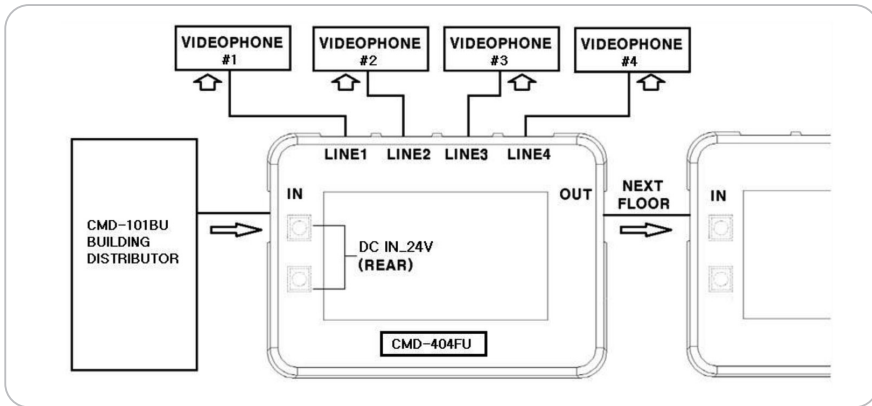 VIDEOPHONE
#1
VIDEOPHONE
#2
VIDEOPHONE
#3
VIDEOPHONE
#4
LINE1 LINE2 LINE3 LINE4
CMD-101BU
BUILDING
DISTRIBUTOR
IN
DC IN_24V
(REAR)
CMD-404FU
OUT
NEXT
FLOOR
IN